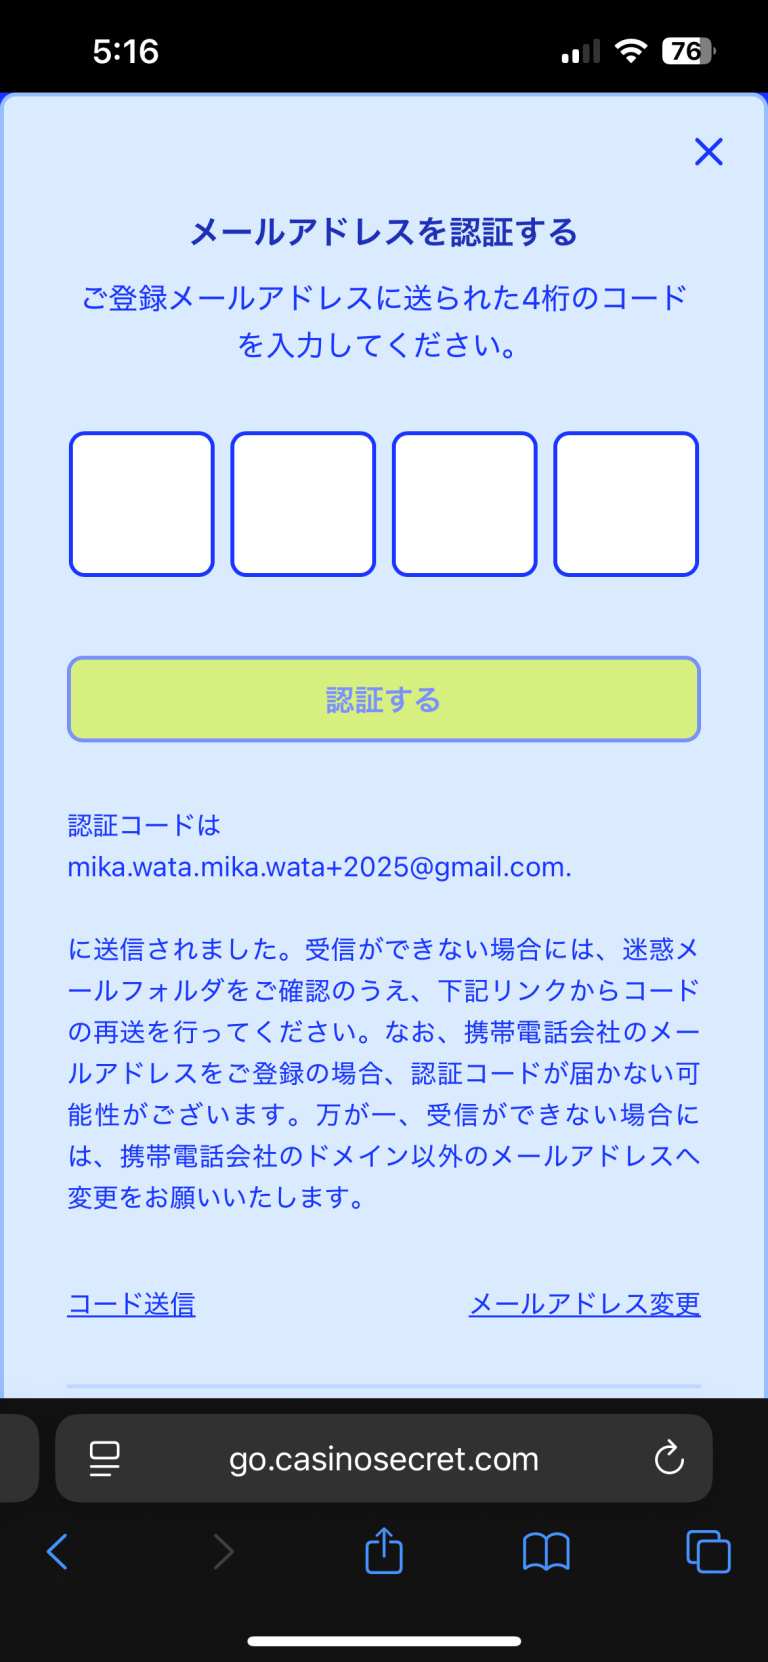 5:16
76
メールアドレスを認証する
ご登録メールアドレスに送られた4桁のコード
を入力してください。
認証する
認証コードは
mika.wata.mika.wata+2025@gmail.com.
に送信されました。受信ができない場合には、迷惑メ
ールフォルダをご確認のうえ、下記リンクからコード
の再送を行ってください。なお、携帯電話会社のメー
ルアドレスをご登録の場合、認証コードが届かない可
能性がございます。万が一、受信ができない場合に
は、携帯電話会社のドメイン以外のメールアドレスへ
変更をお願いいたします。
コード送信
メールアドレス変更
go.casinosecret.com